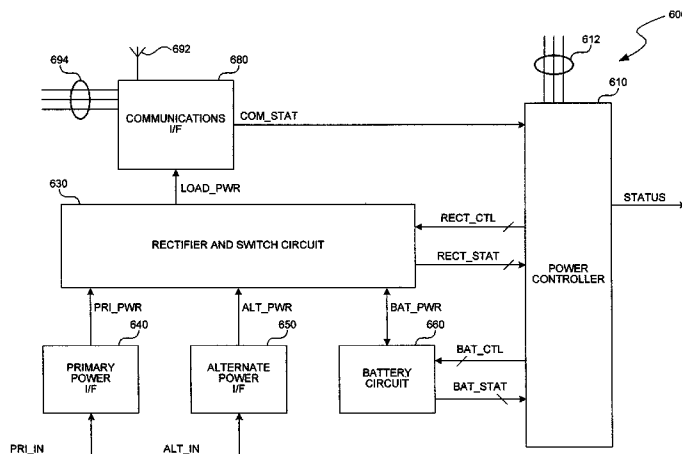 600
692
612
694
680
610
COMMUNICATIONS
I/F
COM_STAT
LOAD_PWR
630
STATUS
RECT_CTL
RECTIFIER AND SWITCH CIRCUIT
RECT_STAT
POWER
CONTROLLER
PRI_PWR
ALT_PWR
BAT_PWR
640
650
660
PRIMARY
POWER
I/F
ALTERNATE
POWER I/F
BATTERY
CIRCUIT
BAT_CTL
BAT_STAT
PRI_IN
ALT_IN